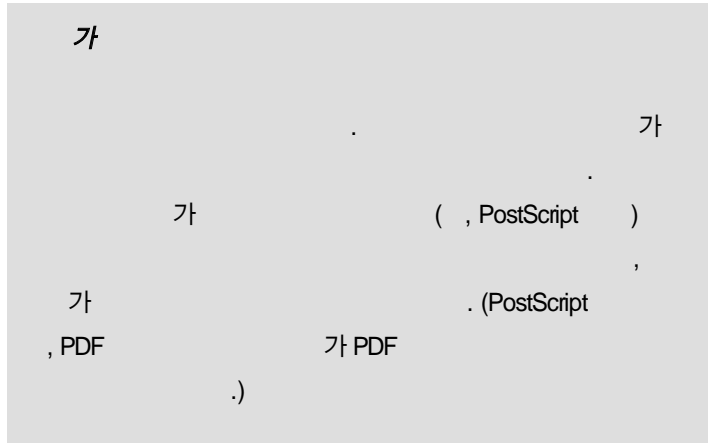 가
. 가
.
가 ( , PostScript )
,
가 . (PostScript
, PDF 가 PDF
.)